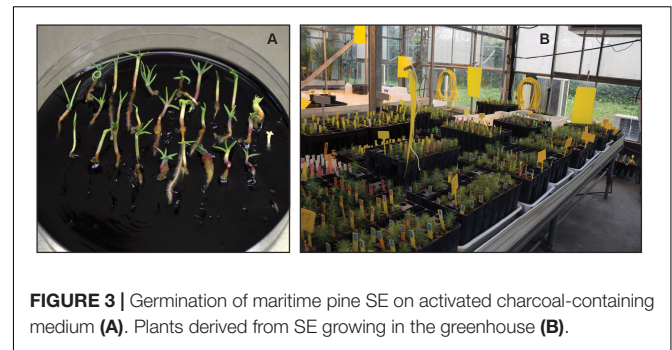 A
B
FIGURE 3 | Germination of maritime pine SE on activated charcoal-containing
medium (A). Plants derived from SE growing in the greenhouse (B).